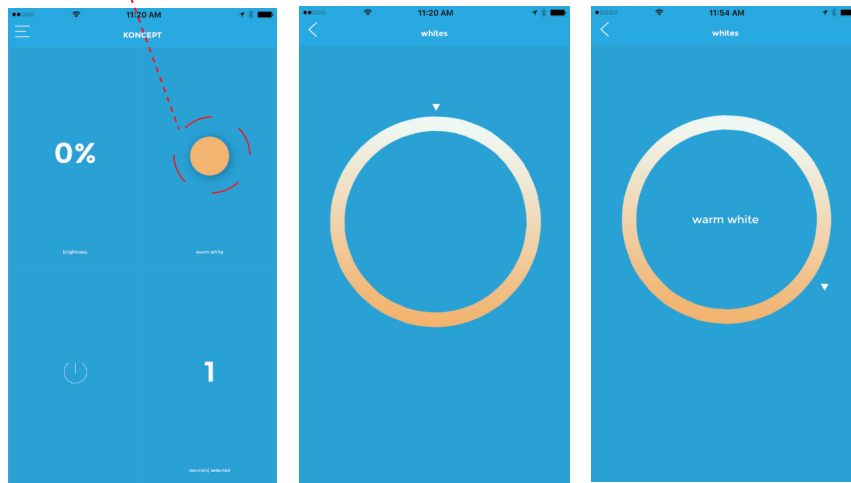 11:20 AM
KONCEPT
0%
brightness
warm white
1
device(s) selected
11:20 AM
whites
11:54 AM
whites
warm white